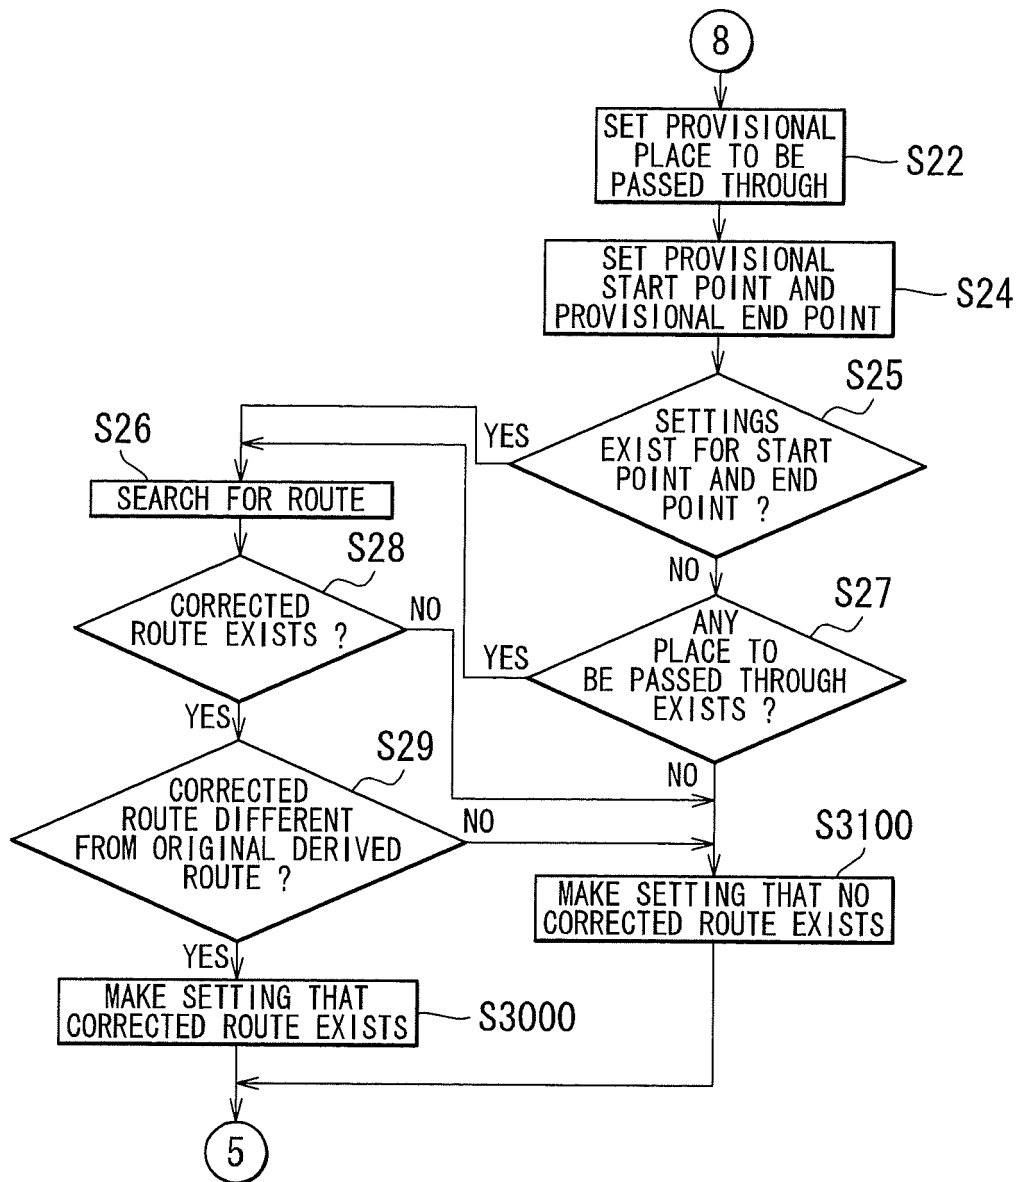 8
SET PROVISIONAL
PLACE TO BE
PASSED THROUGH
S22
SET PROVISIONAL
START POINT AND
PROVISIONAL END POINT
S24
S25
SETTINGS
EXIST FOR START
POINT AND END
POINT ?
YES
NO
S26
SEARCH FOR ROUTE
S28
CORRECTED
ROUTE EXISTS ?
NO
YES
S27
ANY
PLACE TO
BE PASSED THROUGH
EXISTS ?
YES
NO
S29
CORRECTED
ROUTE DIFFERENT
FROM ORIGINAL DERIVED
ROUTE ?
NO
YES
S3100
MAKE SETTING THAT NO
CORRECTED ROUTE EXISTS
MAKE SETTING THAT
CORRECTED ROUTE EXISTS
S3000
5